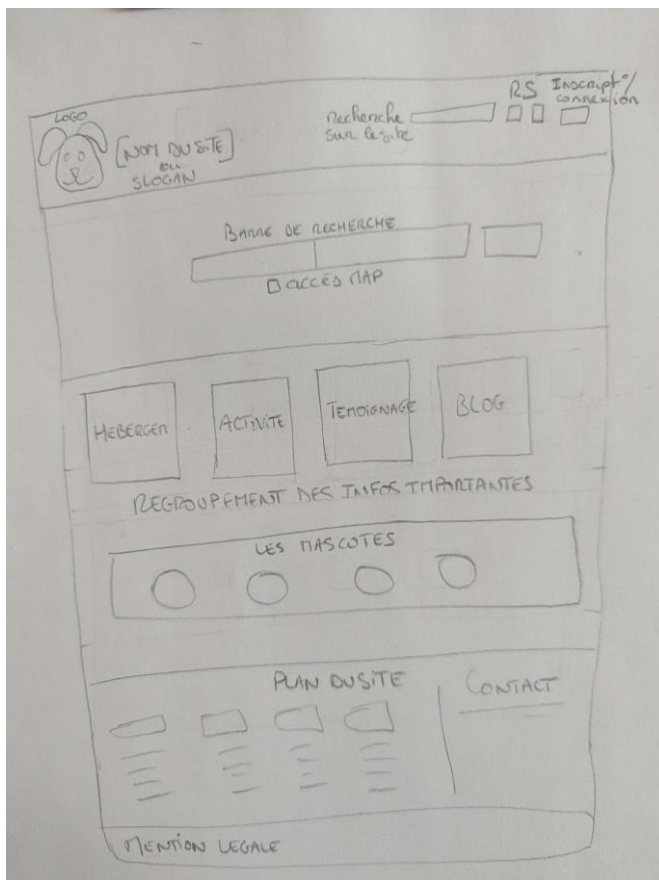 LOGO
[NOM DU SITE]
ou
SLOGAN
recherche
sur le site
RS
Inscript°/
connexion
BARRE DE RECHERCHE
accès MAP
HEBERGER
ACTIVITE
TEMOIGNAGE
BLOG
REGROUPEMENT DES INFOS IMPORTANTES
LES MASCOTES
PLAN DU SITE
CONTACT
MENTION LEGALE